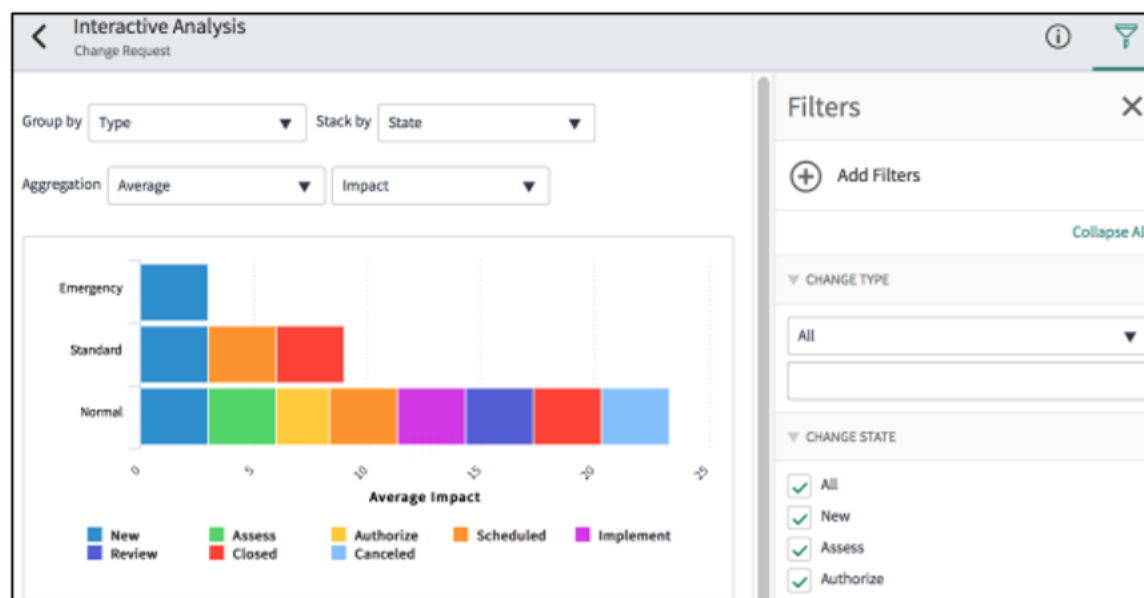 Interactive Analysis
Change Request
Group by Type Stack by State
Aggregation Average Impact
Emergency
Standard
Normal
0 5 10 15 20 25
Average Impact
New Assess Authorize Scheduled Implement
Review Closed Canceled
Filters
Add Filters
Collapse Al
CHANGE TYPE
All
CHANGE STATE
All
New
Assess
Authorize